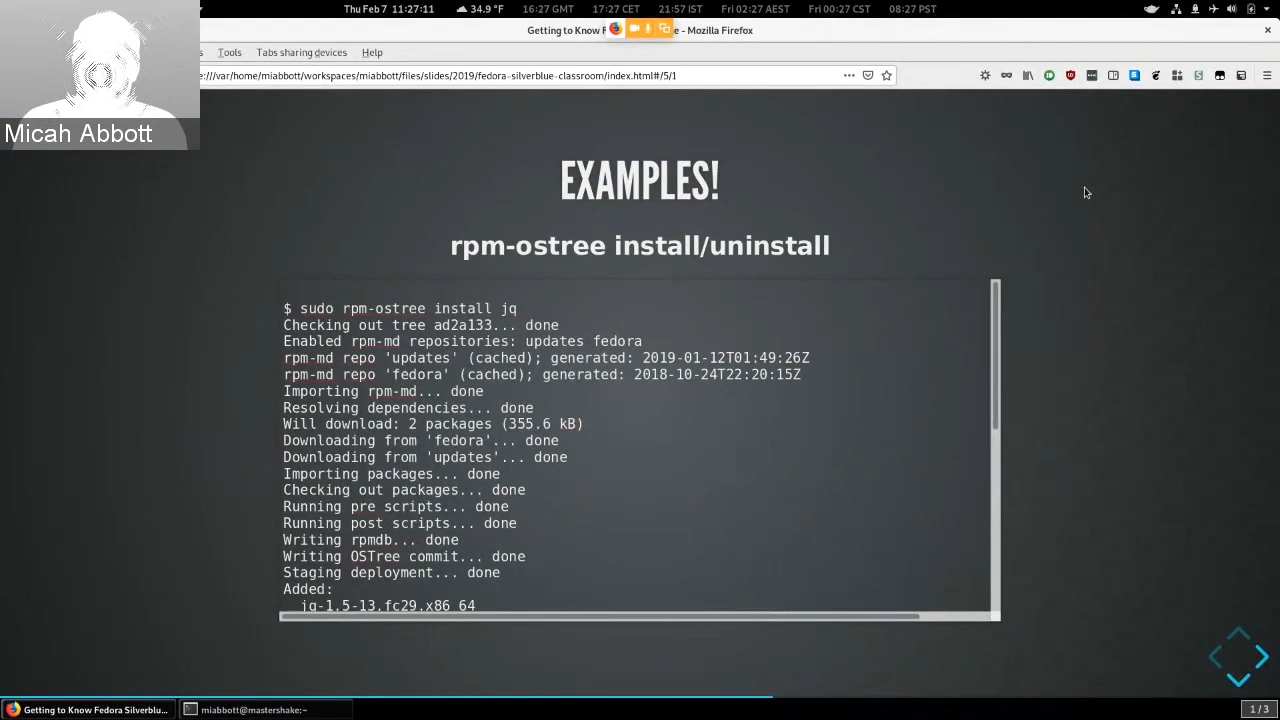 Thu Feb 7 11:27:11 34.9 °F 16:27 GMT 17:27 CET 21:57 IST Fri 02:27 AEST Fri 00:27 CST 08:27 PST
Getting to Know F e - Mozilla Firefox
s Tools Tabs sharing devices Help
e:///var/home/miabbott/workspaces/miabbott/files/slides/2019/fedora-silverblue-classroom/index.html#/5/1
Micah Abbott
EXAMPLES!
rpm-ostree install/uninstall
$ sudo rpm-ostree install jq
Checking out tree ad2a133... done
Enabled rpm-md repositories: updates fedora
rpm-md repo 'updates' (cached); generated: 2019-01-12T01:49:26Z
rpm-md repo 'fedora' (cached); generated: 2018-10-24T22:20:15Z
Importing rpm-md... done
Resolving dependencies... done
Will download: 2 packages (355.6 kB)
Downloading from 'fedora'... done
Downloading from 'updates'... done
Importing packages... done
Checking out packages... done
Running pre scripts... done
Running post scripts... done
Writing rpmdb... done
Writing OSTree commit... done
Staging deployment... done
Added:
jq-1.5-13.fc29.x86_64
Getting to Know Fedora Silverblu... miabbott@mastershake:~ 1 / 3